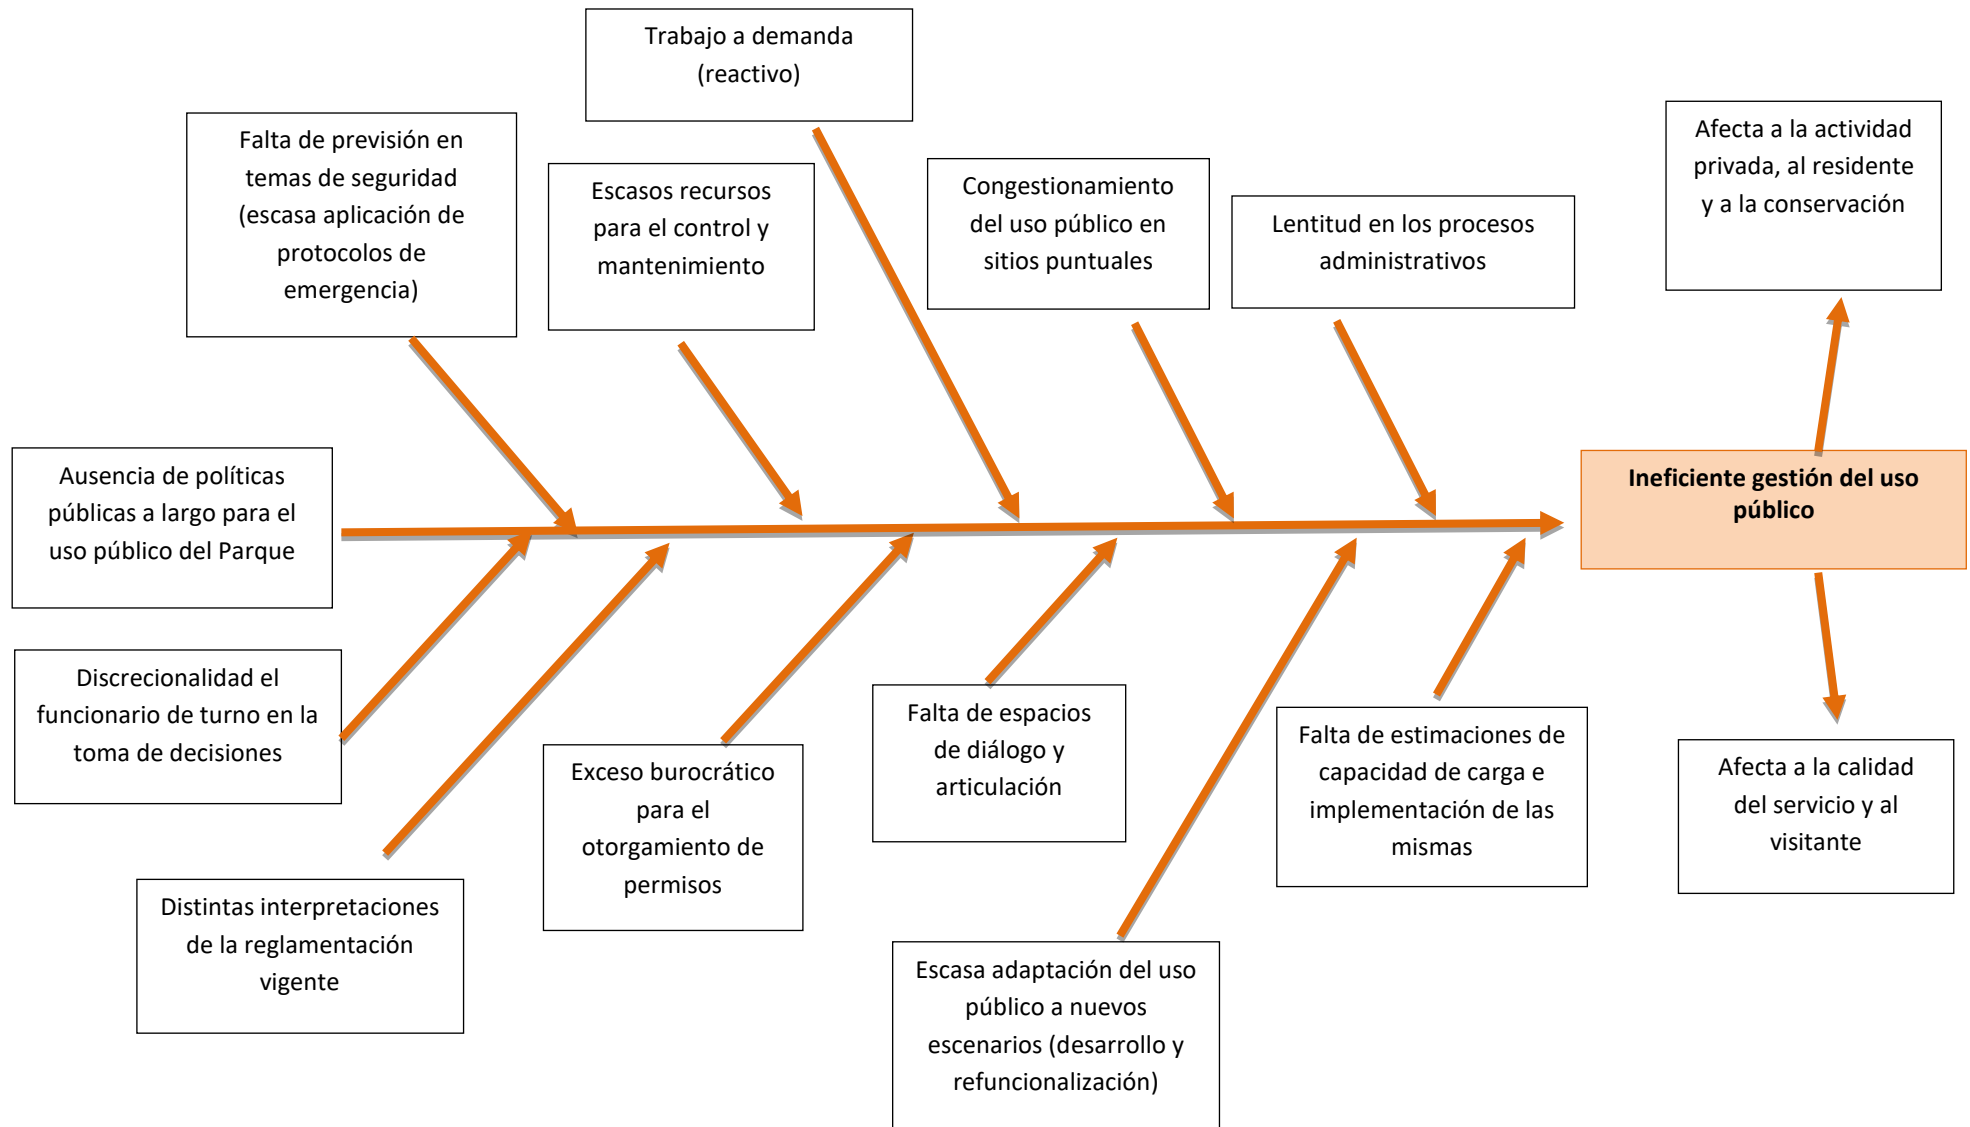 Trabajo a demanda
(reactivo)
Falta de previsión en
temas de seguridad
(escasa aplicación de
protocolos de
emergencia)
Escasos recursos
para el control y
mantenimiento
Congestionamiento
del uso público en
sitios puntuales
Lentitud en los procesos
administrativos
Afecta a la actividad
privada, al residente
y a la conservación
Ausencia de políticas
públicas a largo para el
uso público del Parque
Ineficiente gestión del uso
público
Discrecionalidad el
funcionario de turno en la
toma de decisiones
Distintas interpretaciones
de la reglamentación
vigente
Exceso burocrático
para el
otorgamiento de
permisos
Falta de espacios
de diálogo y
articulación
Escasa adaptación del uso
público a nuevos
escenarios (desarrollo y
refuncionalización)
Falta de estimaciones de
capacidad de carga e
implementación de las
mismas
Afecta a la calidad
del servicio y al
visitante